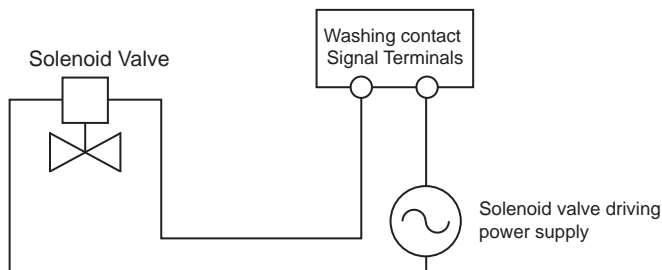 Washing contact
Signal Terminals
Solenoid Valve
Solenoid valve driving
power supply